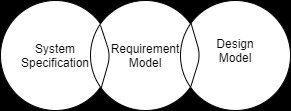 System
Specification
Requirement
Model
Design
Model